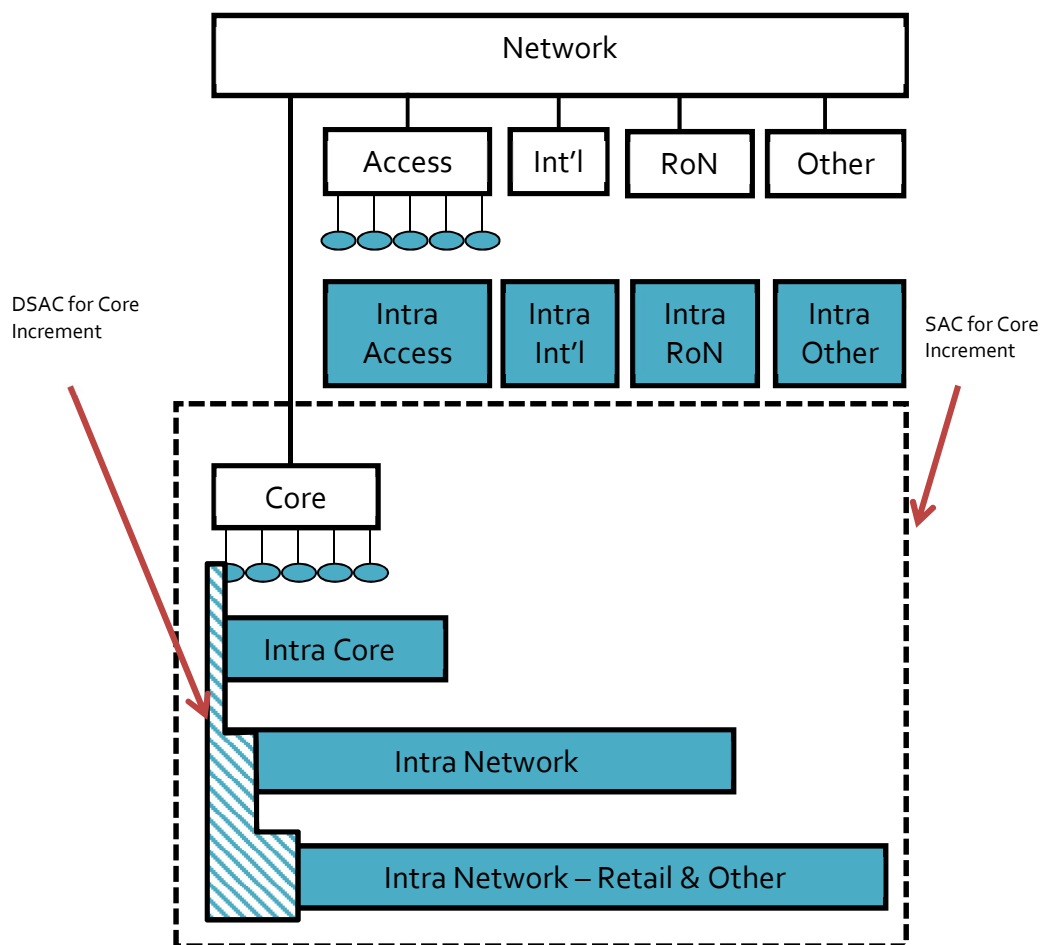 Network
Access
Int'l
RoN
Other
DSAC for Core
Increment
Intra
Access
Intra
Int'l
Intra
RoN
Intra
Other
SAC for Core
Increment
Core
Intra Core
Intra Network
Intra Network – Retail & Other